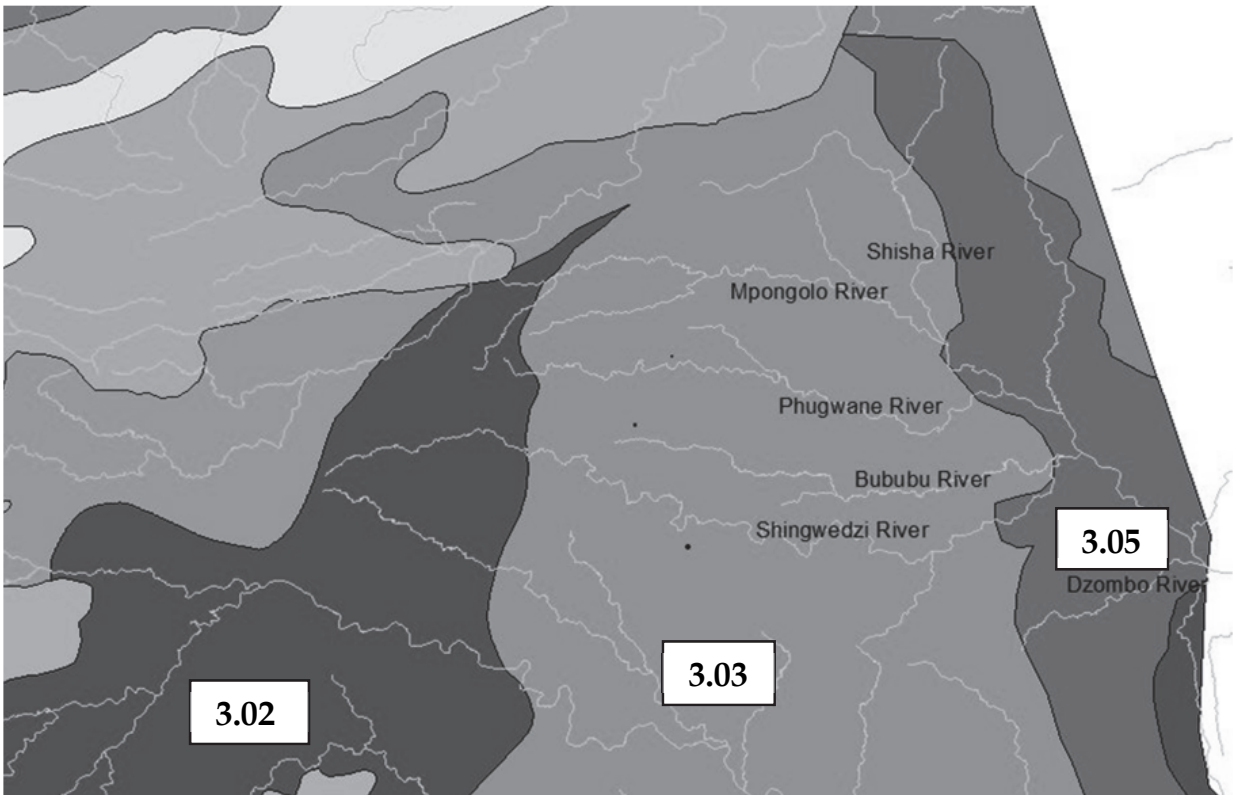 Shisha River
Mpongolo River
Phugwane River
Bububu River
Shingwedzi River
3.05
Dzombo River
3.03
3.02